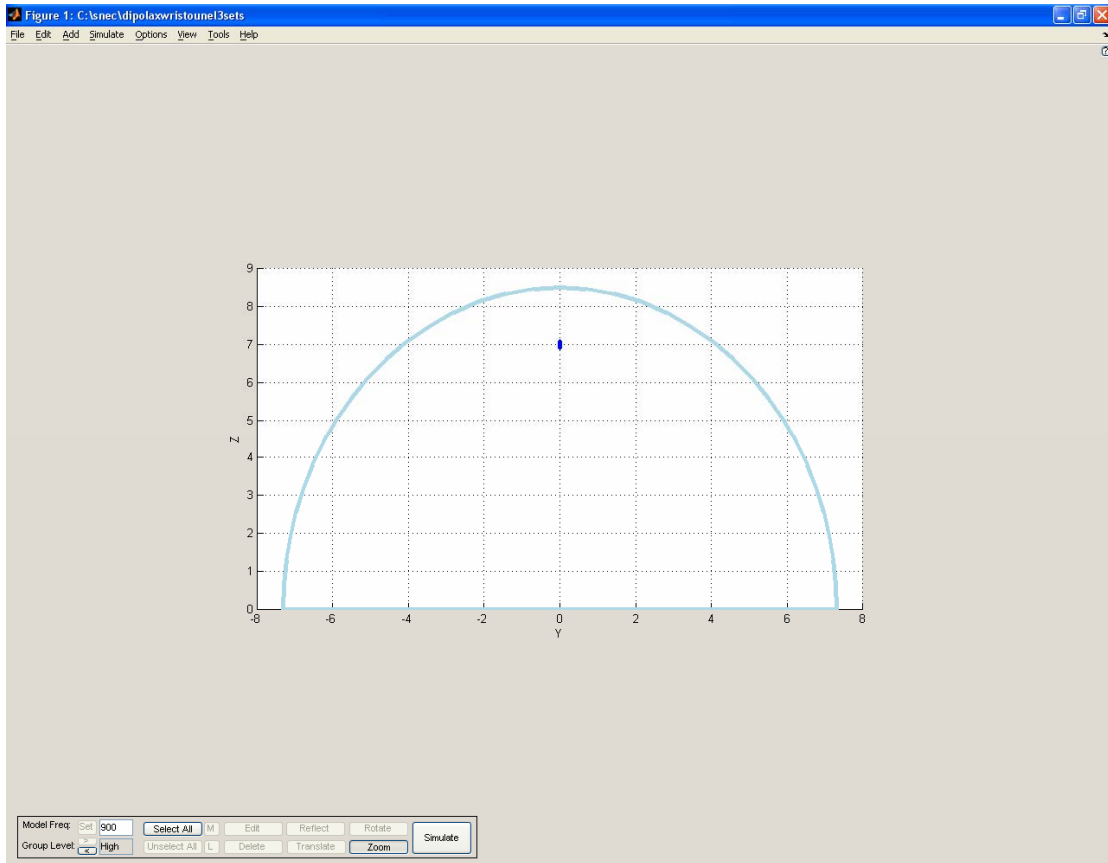 Figure 1: C:\snec\dipolaxwristounel3sets
File Edit Add Simulate Options View Tools Help
9
8
7
6
5
4
3
2
1
0
Z
-8 -6 -4 -2 0 2 4 6 8
Y
Model Freq: Set 900 Select All M Edit Reflect Rotate Simulate
Group Level: > < High Unselect All L Delete Translate Zoom